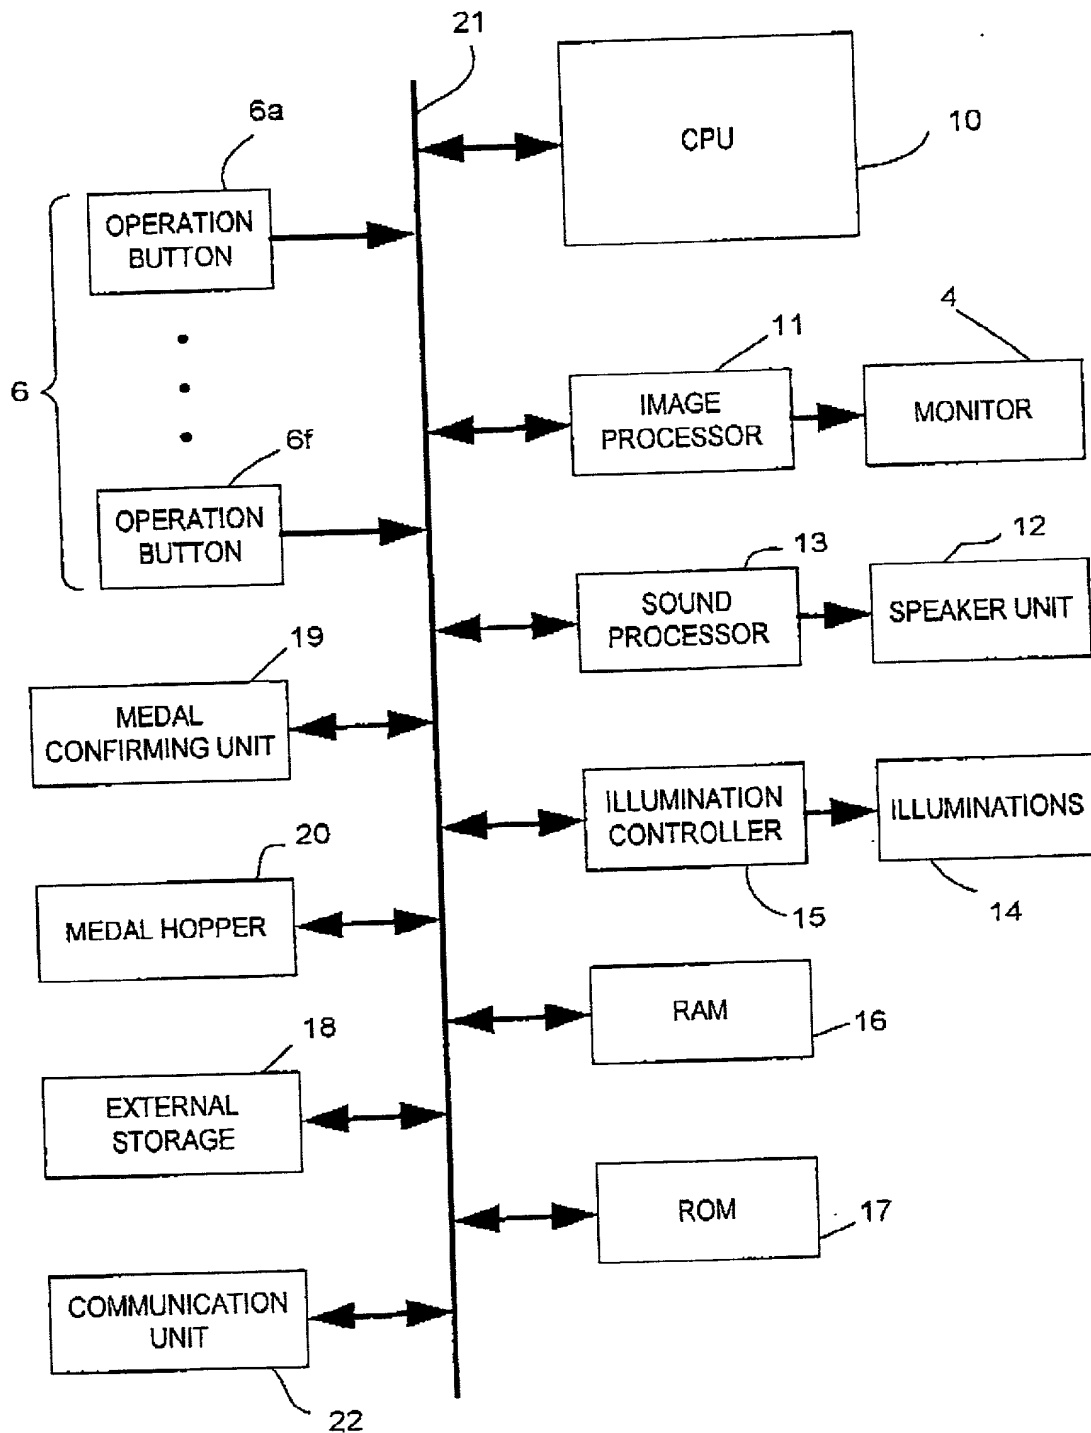 21
6a
CPU
10
OPERATION
BUTTON
4
11
6
IMAGE
PROCESSOR
MONITOR
6f
OPERATION
BUTTON
13
12
SOUND
PROCESSOR
SPEAKER UNIT
19
MEDAL
CONFIRMING UNIT
ILLUMINATION
CONTROLLER
ILLUMINATIONS
20
15
14
MEDAL HOPPER
RAM
16
18
EXTERNAL
STORAGE
ROM
17
COMMUNICATION
UNIT
22